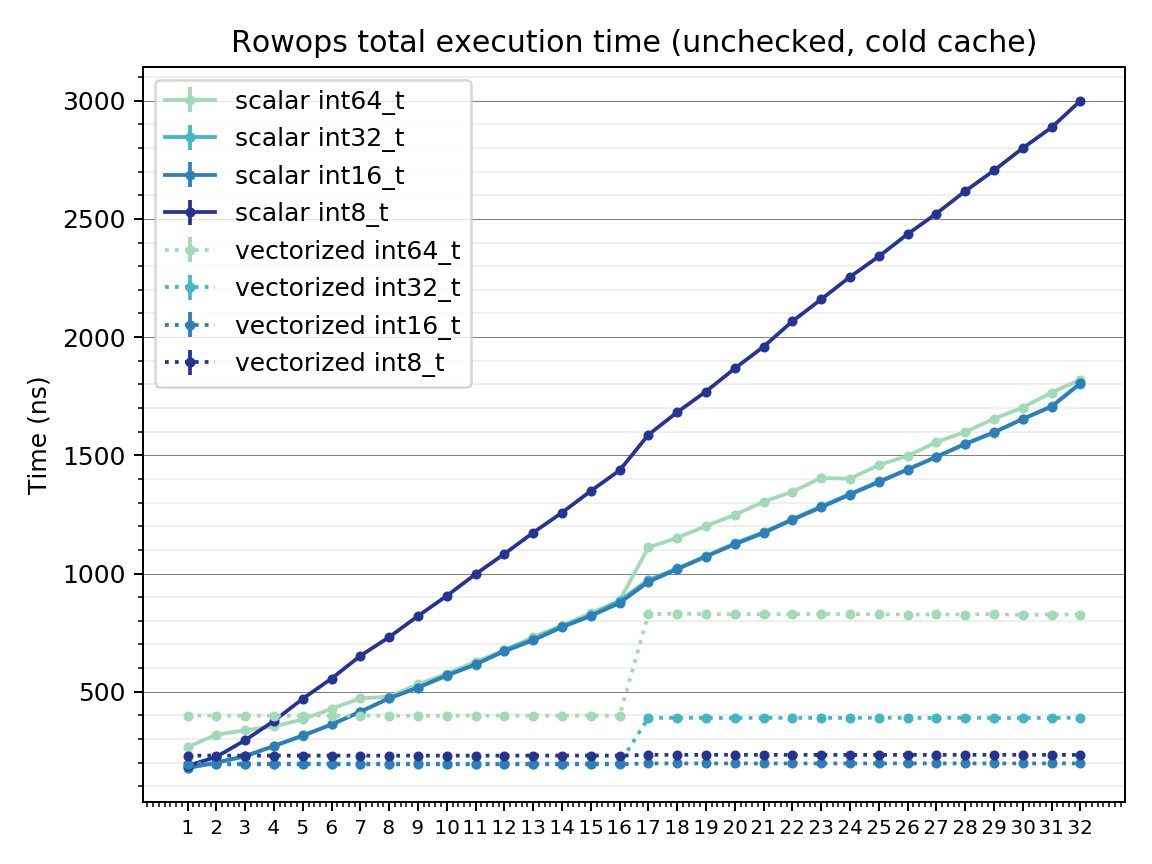 Rowops total execution time (unchecked, cold cache)
3000
2500
2000
1500
1000
500
Time (ns)
scalar int64_t
scalar int32_t
scalar int16_t
scalar int8_t
vectorized int64_t
vectorized int32_t
vectorized int16_t
vectorized int8_t
1 2 3 4 5 6 7 8 9 10 11 12 13 14 15 16 17 18 19 20 21 22 23 24 25 26 27 28 29 30 31 32